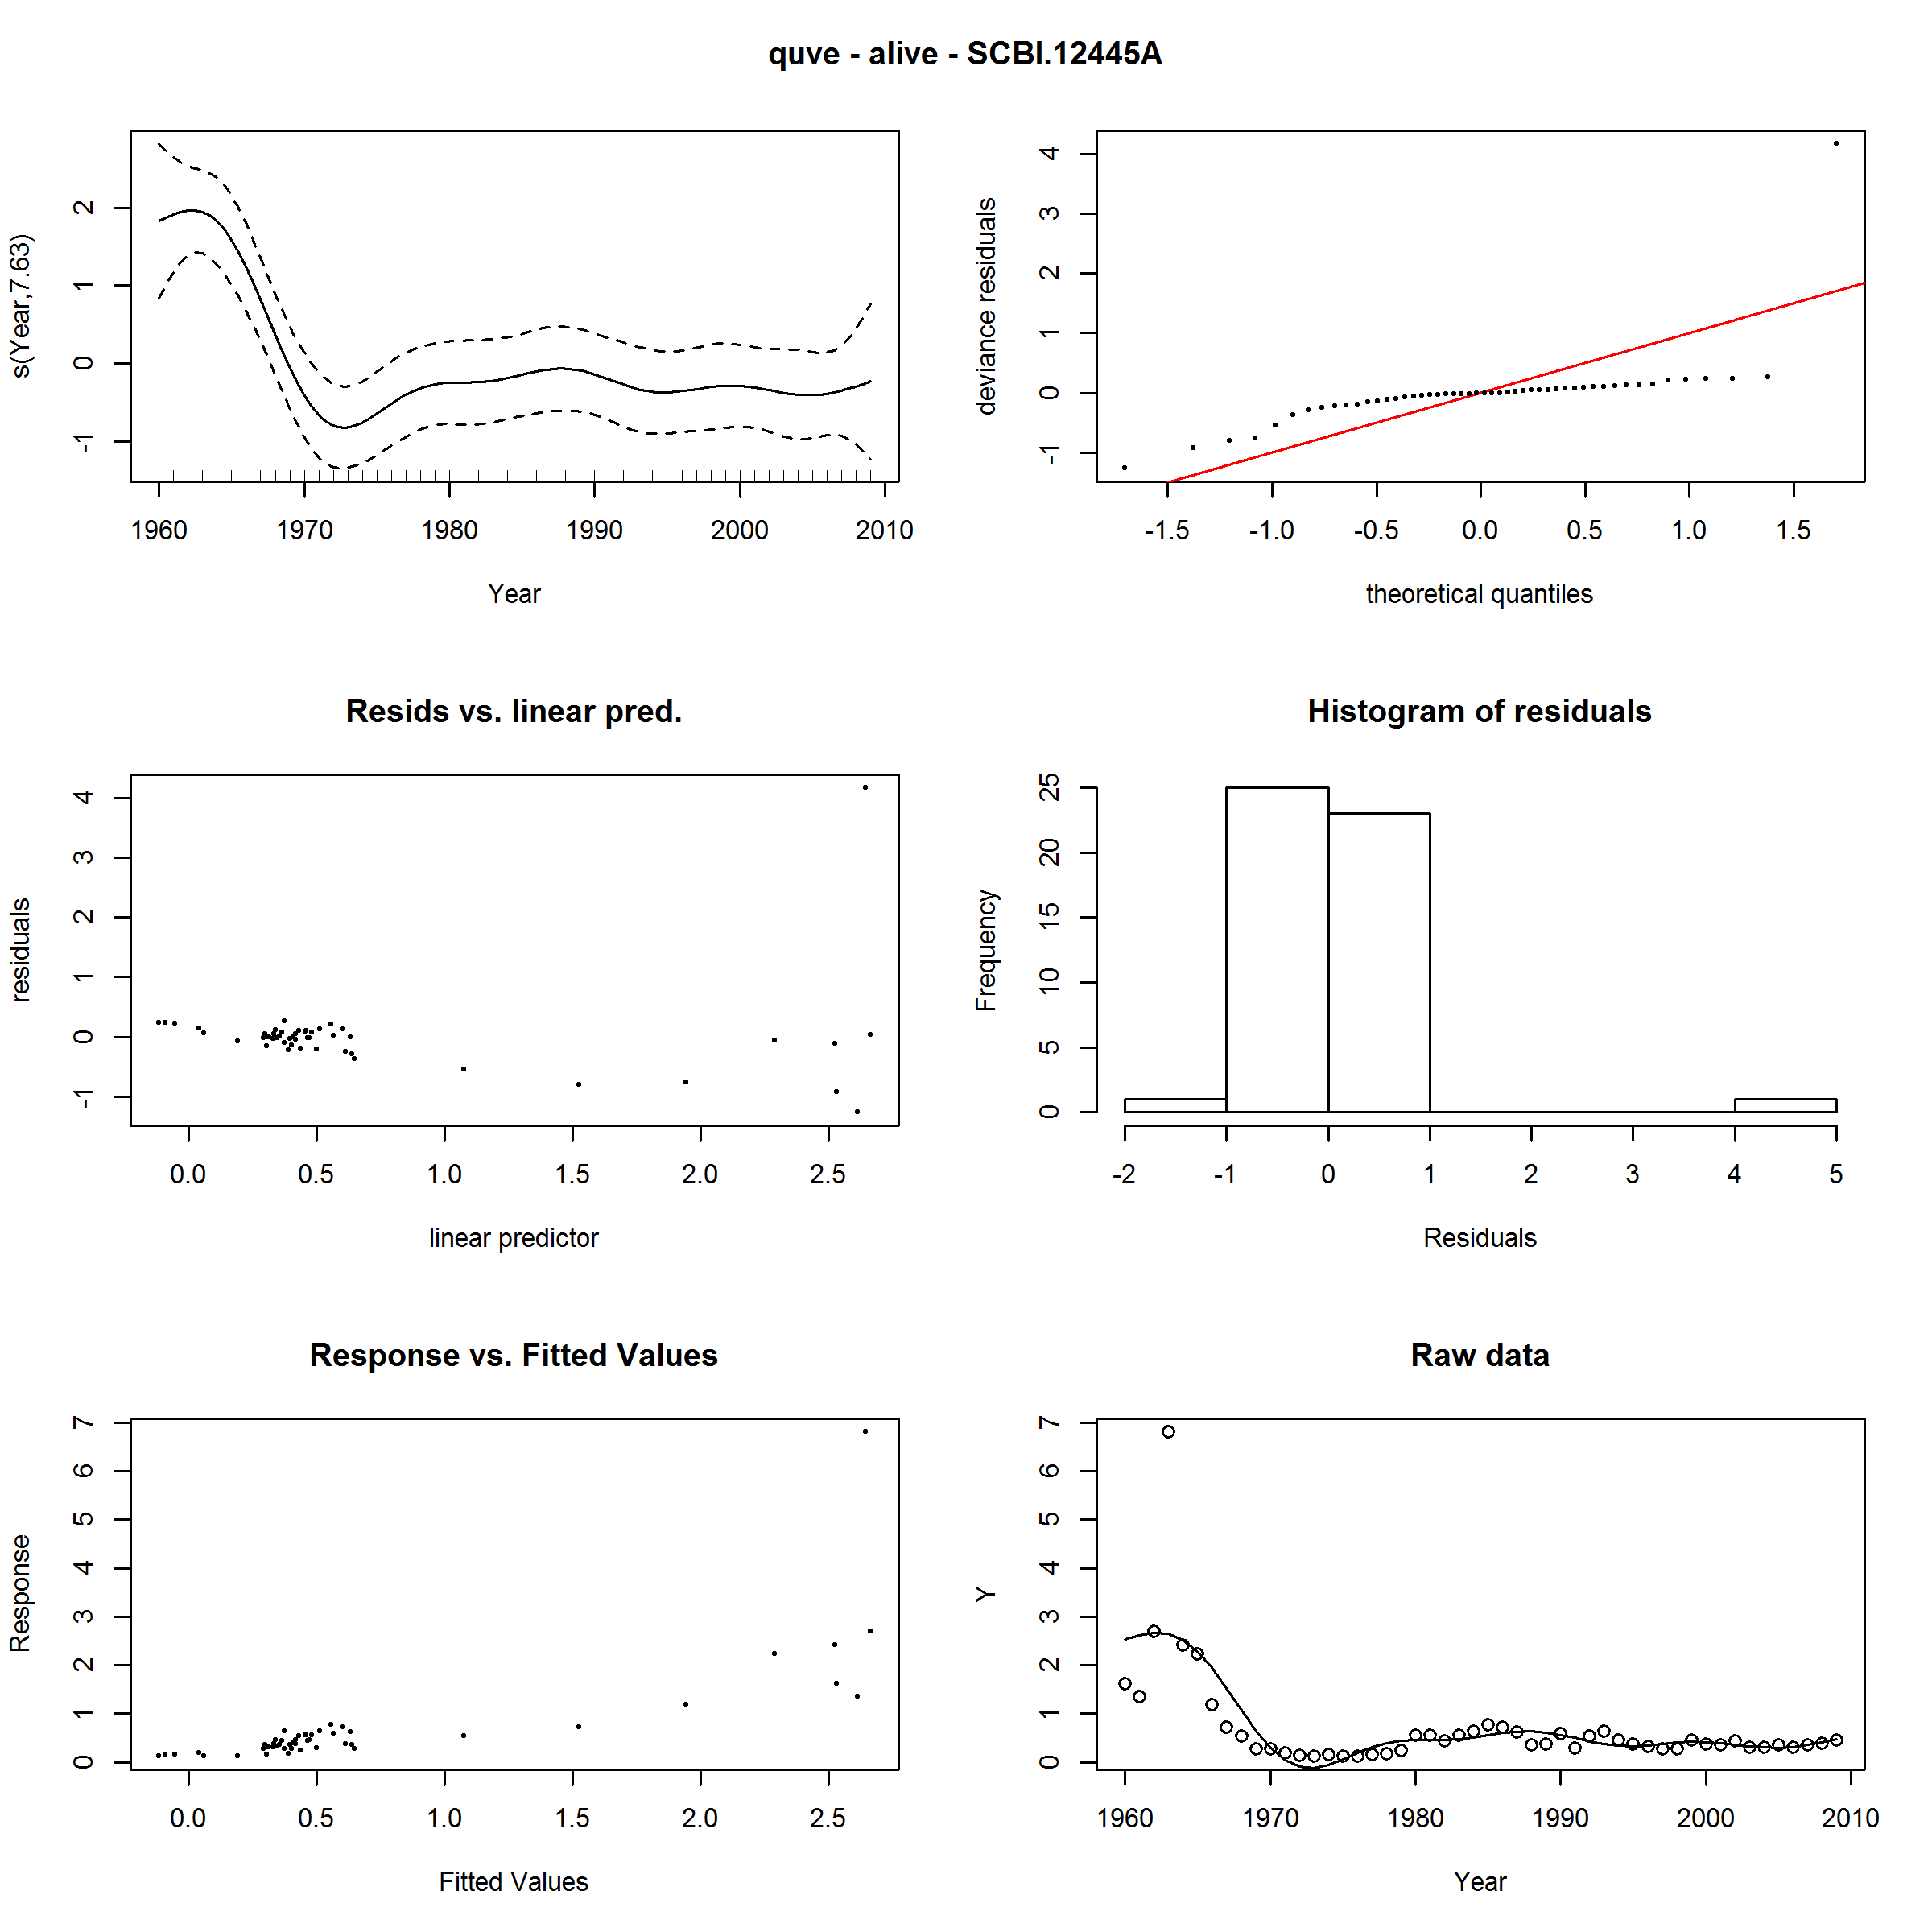 quve - alive - SCBI.12445A
s(Year,7.63)
2
1
0
-1
1960 1970 1980 1990 2000 2010
Year
deviance residuals
4
3
2
1
0
-1
-1.5 -1.0 -0.5 0.0 0.5 1.0 1.5
theoretical quantiles
Resids vs. linear pred.
residuals
4
3
2
1
0
-1
0.0 0.5 1.0 1.5 2.0 2.5
linear predictor
Histogram of residuals
Frequency
25
20
15
10
5
0
-2 -1 0 1 2 3 4 5
Residuals
Response vs. Fitted Values
Response
7
6
5
4
3
2
1
0
0.0 0.5 1.0 1.5 2.0 2.5
Fitted Values
Raw data
Y
7
6
5
4
3
2
1
0
1960 1970 1980 1990 2000 2010
Year